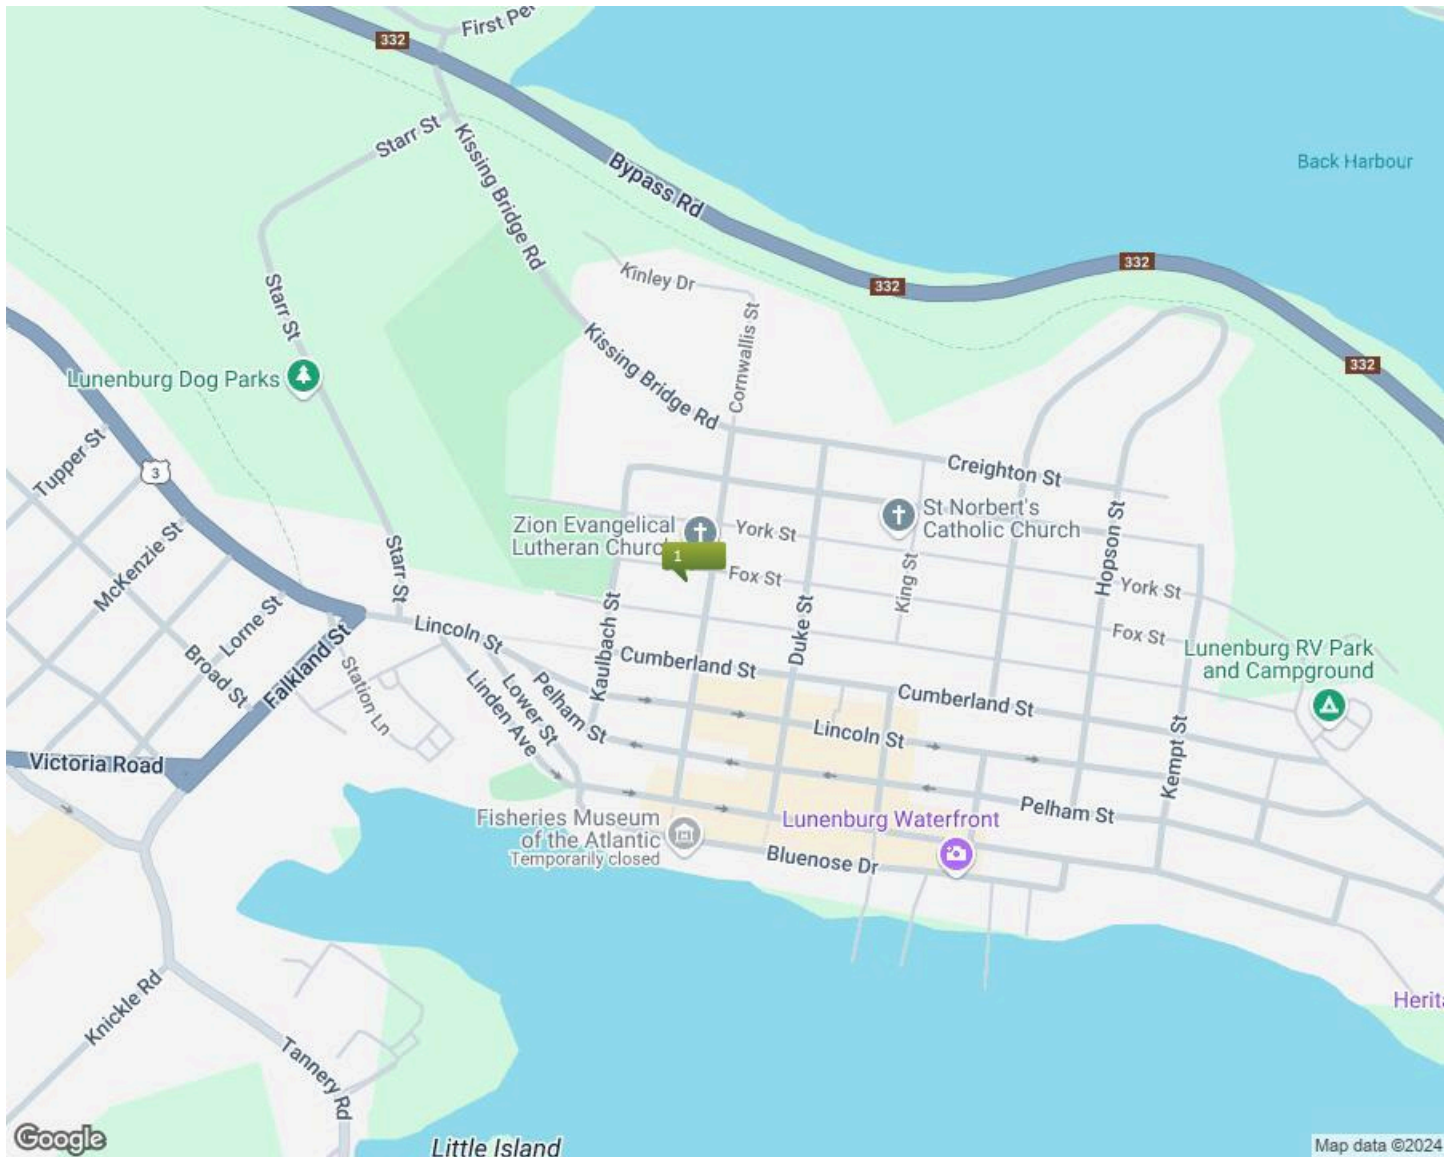 First Pe
332
Starr St
Kissing Bridge Rd
Bypass Rd
Back Harbour
Kinley Dr
332
332
Starr St
Cornwallis St
Kissing Bridge Rd
332
Lunenburg Dog Parks
Tupper St
3
Creighton St
McKenzie St
Starr St
Zion Evangelical
Lutheran Church
1
York St
St Norbert's
Catholic Church
Hopson St
Fox St
King St
York St
Fox St
Lorne St
Broad St
Falkland St
Lincoln St
Station Ln
Linden Ave
Lower St
Pelham St
Kaulbach St
Cumberland St
Duke St
Lunenburg RV Park
and Campground
Cumberland St
Lincoln St
Kempt St
Victoria Road
Pelham St
Fisheries Museum
of the Atlantic
Temporarily closed
Lunenburg Waterfront
Bluenose Dr
Knickle Rd
Tannery Rd
Herita
Google
Little Island
Map data ©2024